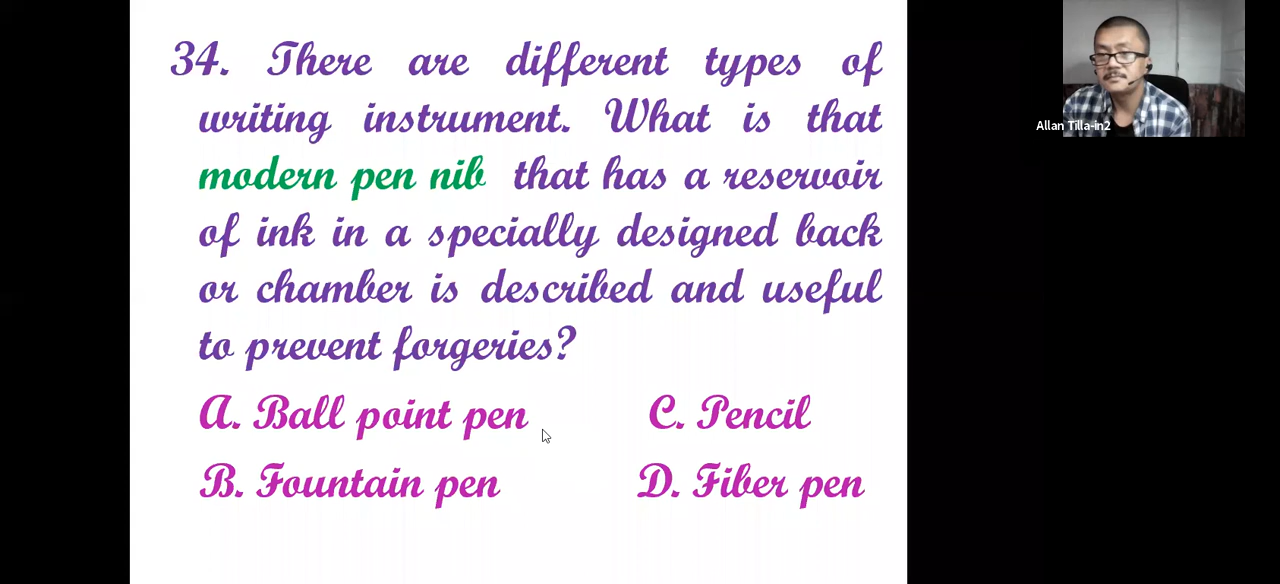 34. There are different types of
writing instrument. What is that
modern pen nib that has a reservoir
of ink in a specially designed back
or chamber is described and useful
to prevent forgeries?
A. Ball point pen C. Pencil
B. Fountain pen D. Fiber pen
Allan Tilla-in2